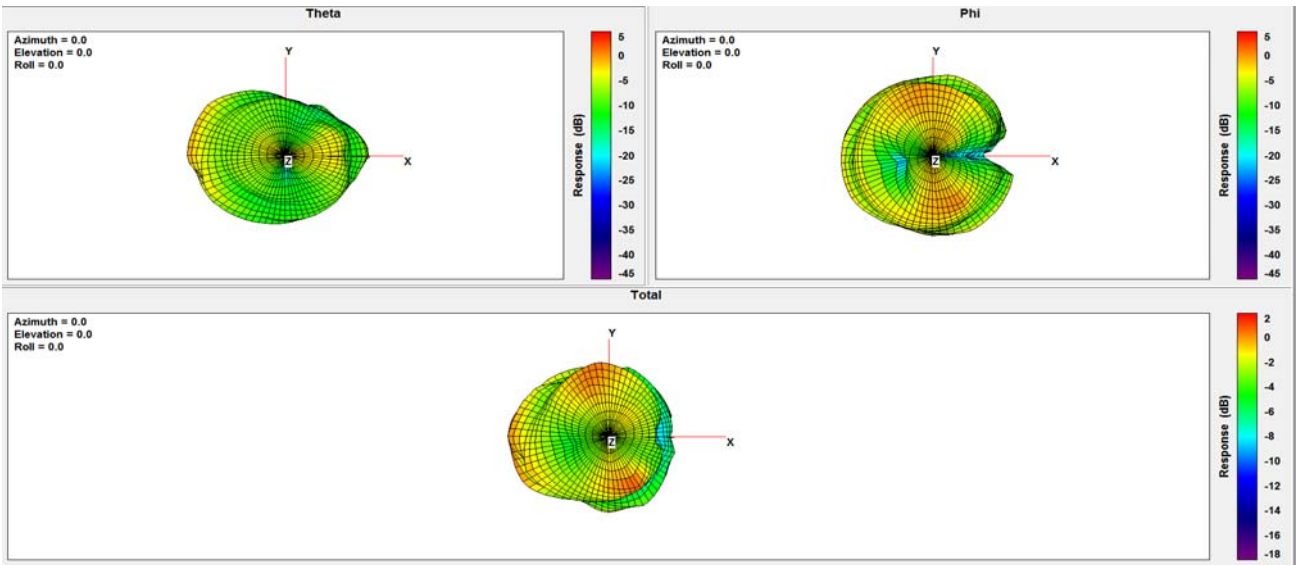 Theta
Azimuth = 0.0
Elevation = 0.0
Roll = 0.0
Y
X
Z
Response (dB)
5
0
-5
-10
-15
-20
-25
-30
-35
-40
-45
Phi
Azimuth = 0.0
Elevation = 0.0
Roll = 0.0
Y
X
Z
Response (dB)
5
0
-5
-10
-15
-20
-25
-30
-35
-40
-45
Total
Azimuth = 0.0
Elevation = 0.0
Roll = 0.0
Y
X
Z
Response (dB)
2
0
-2
-4
-6
-8
-10
-12
-14
-16
-18